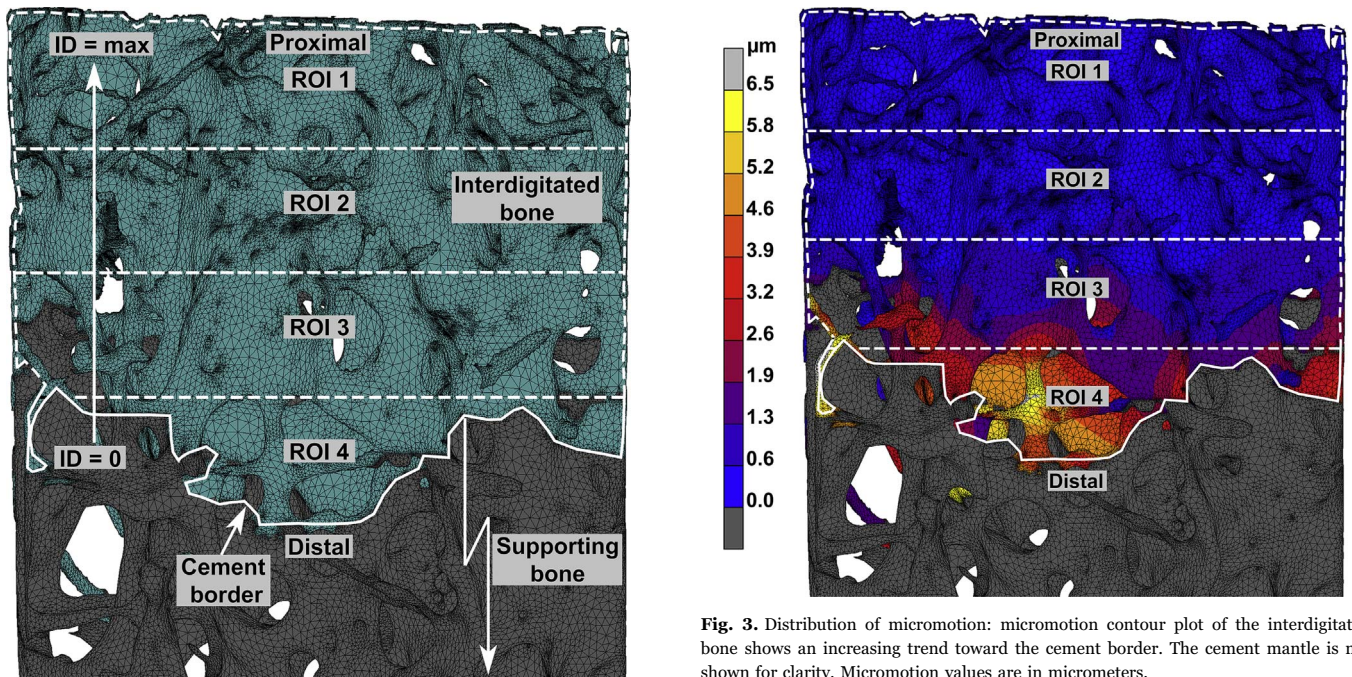 ID = max
Proximal
ROI 1
ROI 2
Interdigitated
bone
ROI 3
ROI 4
ID = 0
Distal
Cement
border
Supporting
bone
µm
6.5
5.8
5.2
4.6
3.9
3.2
2.6
1.9
1.3
0.6
0.0
Proximal
ROI 1
ROI 2
ROI 3
ROI 4
Distal
Fig. 3. Distribution of micromotion: micromotion contour plot of the interdigitat
bone shows an increasing trend toward the cement border. The cement mantle is n
shown for clarity. Micromotion values are in micrometers.